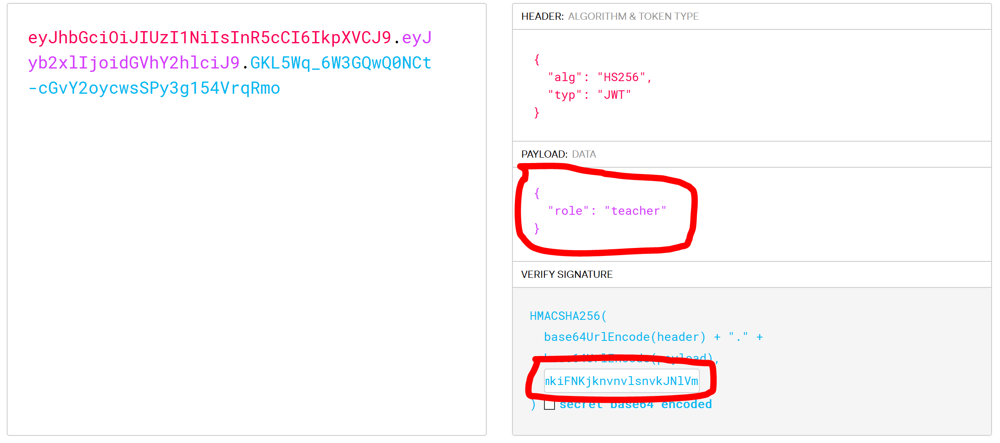 eyJhbGciOiJIUzI1NiIsInR5cCI6IkpXVCJ9.eyJ
yb2xlIjoidGVhY2hlciJ9.GKL5Wq_6W3GQwQ0NCt
-cGvY2oycwsSPy3g154VrqRmo
HEADER: ALGORITHM & TOKEN TYPE
{
"alg": "HS256",
"typ": "JWT"
}
PAYLOAD: DATA
{
"role": "teacher"
}
VERIFY SIGNATURE
HMACSHA256(
base64UrlEncode(header) + "." +
base64UrlEncode(payload),
mkiFNKjknvnvlsnvkJNlVm
) secret base64 encoded